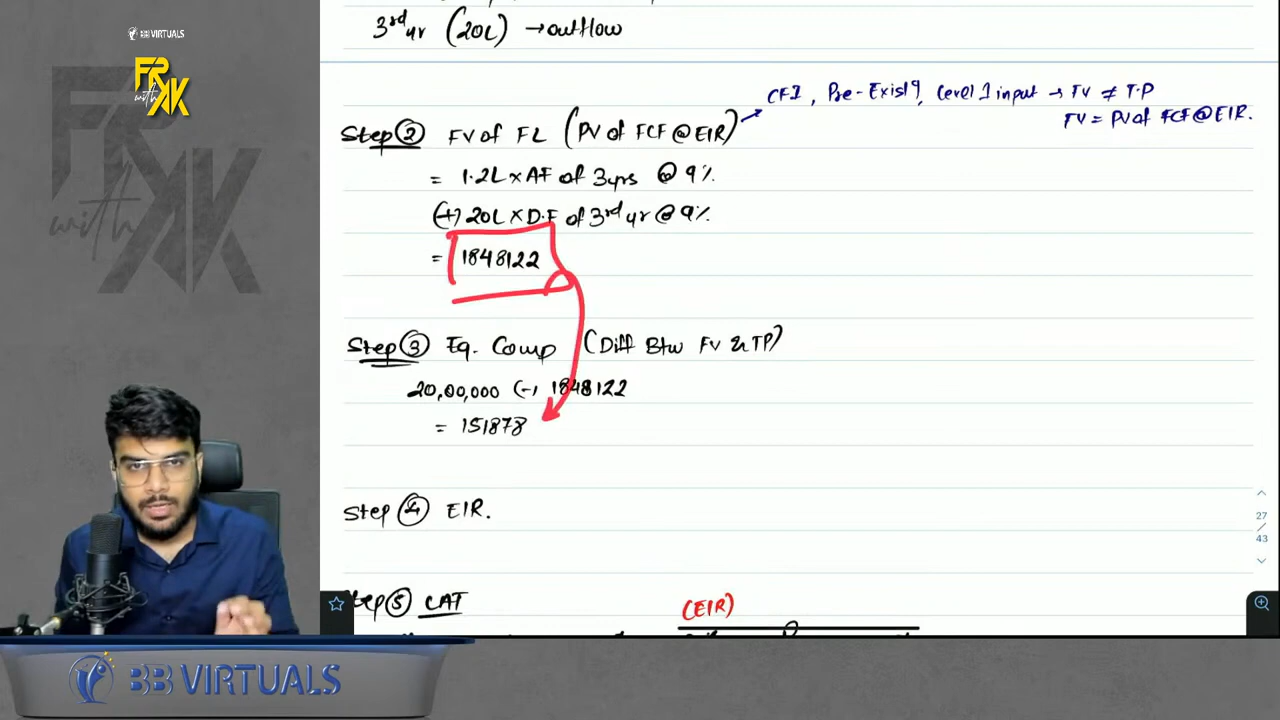 BB VIRTUALS
FR
with
AK
3rd yr (20L) → outflow
CFI, Pre-Existg, Level 1 input → FV ≠ T.P
FV = PV of FCF @ EIR.
Step ② FV of FL (PV of FCF @ EIR)
= 1.2L × AF of 3yrs @ 9%.
(+) 20L × D.F of 3rd yr @ 9%.
= 1848122
Step ③ Eq. Comp (Diff Btw FV & TP)
20,00,000 (-) 1848122
= 151878
Step ④ EIR.
27
/
43
Step ⑤ CAT
(EIR)
BB VIRTUALS